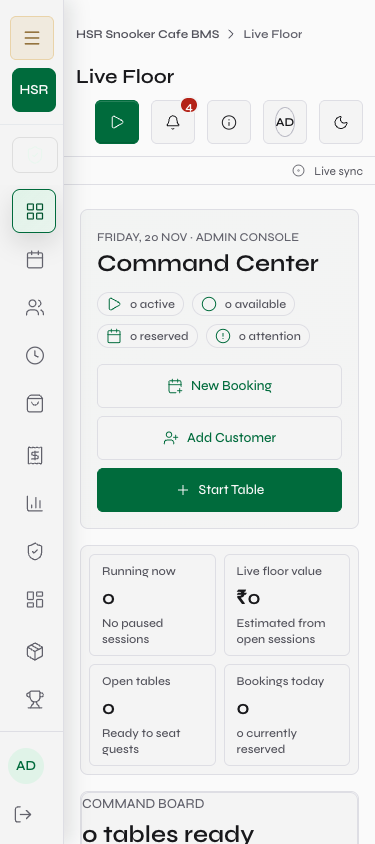 HSR Snooker Cafe BMS > Live Floor
HSR
Live Floor
4
AD
Live sync
FRIDAY, 20 NOV · ADMIN CONSOLE
Command Center
0 active
0 available
0 reserved
0 attention
New Booking
Add Customer
Start Table
Running now
0
No paused
sessions
Live floor value
₹0
Estimated from
open sessions
Open tables
0
Ready to seat
guests
Bookings today
0
0 currently
reserved
AD
COMMAND BOARD
0 tables ready